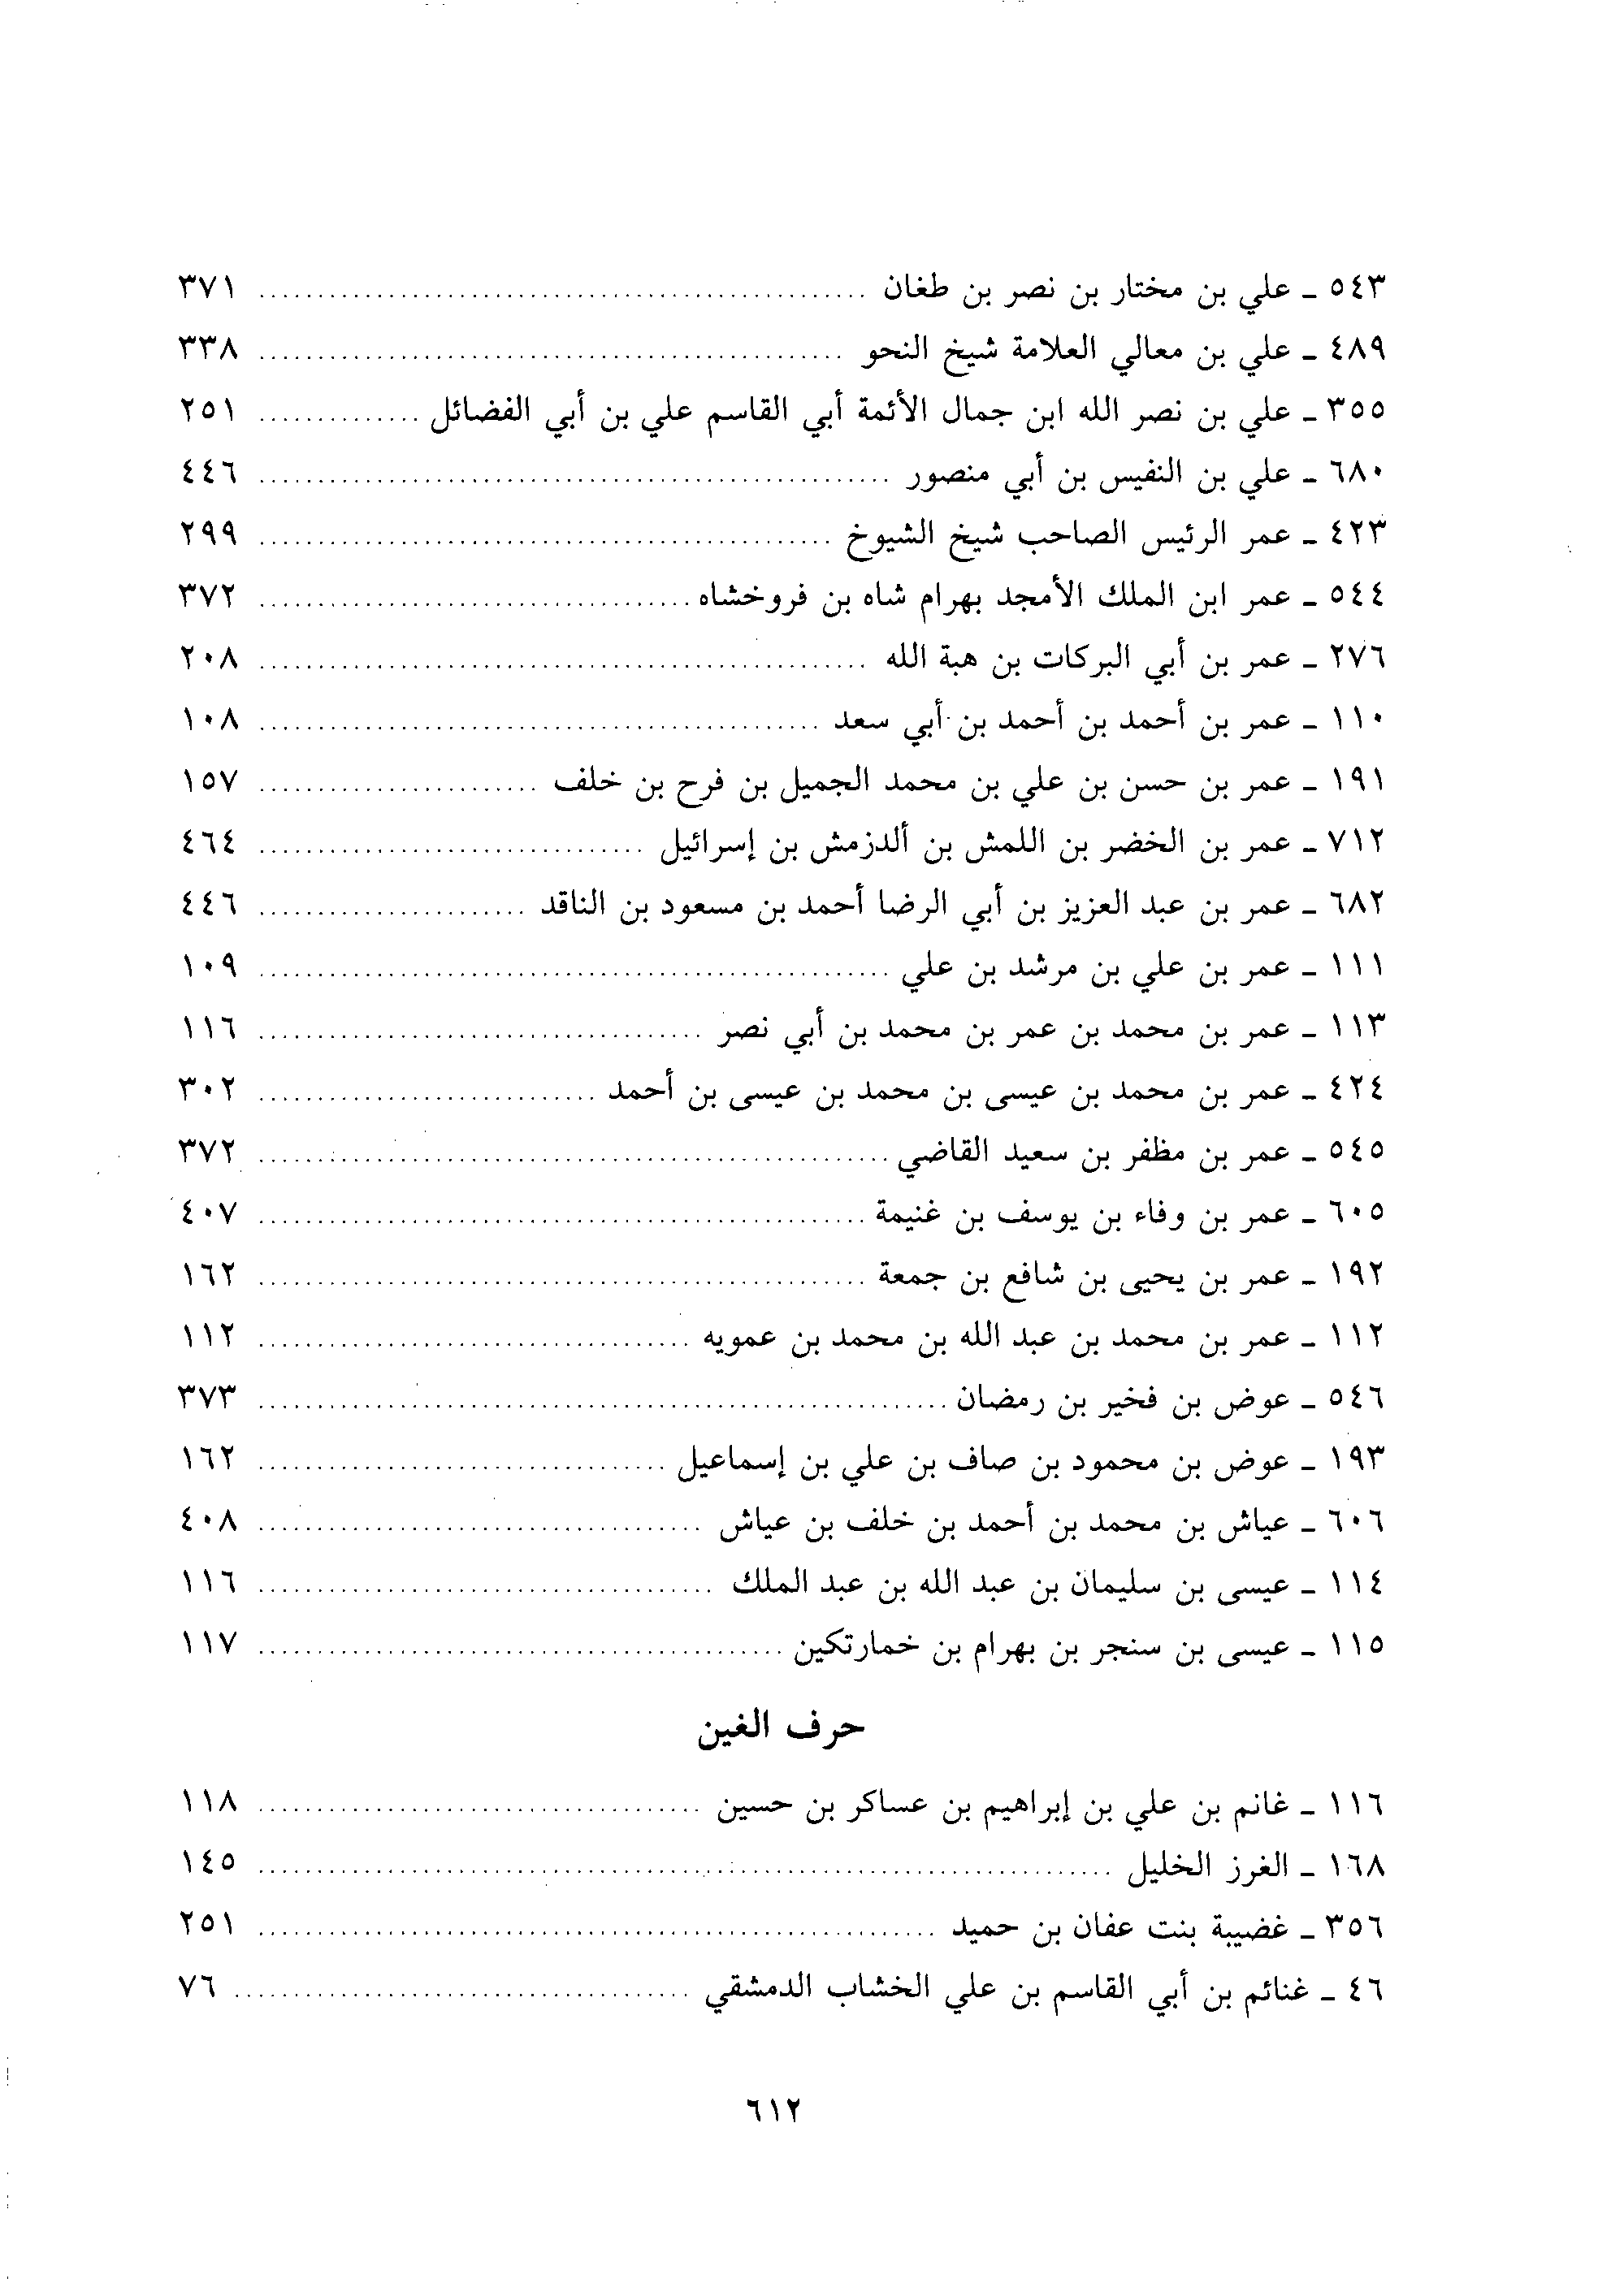 ٥٤٣ ـ علي بن مختار بن نصر بن طغان ........ ٣٧١
٤٨٩ ـ علي بن معالي العلامة شيخ النحو ........ ٣٣٨
٣٥٥ ـ علي بن نصر الله ابن جمال الأئمة أبي القاسم علي بن أبي الفضائل ........ ٢٥١
٦٨٠ ـ علي بن النفيس بن أبي منصور ........ ٤٤٦
٤٢٣ ـ عمر الرئيس الصاحب شيخ الشيوخ ........ ٢٩٩
٥٤٤ ـ عمر ابن الملك الأمجد بهرام شاه بن فروخشاه ........ ٣٧٢
٢٧٦ ـ عمر بن أبي البركات بن هبة الله ........ ٢٠٨
١١٠ ـ عمر بن أحمد بن أحمد بن أبي سعد ........ ١٠٨
١٩١ ـ عمر بن حسن بن علي بن محمد الجميل بن فرح بن خلف ........ ١٥٧
٧١٢ ـ عمر بن الخضر بن اللمش بن ألدزمش بن إسرائيل ........ ٤٦٤
٦٨٢ ـ عمر بن عبد العزيز بن أبي الرضا أحمد بن مسعود بن الناقد ........ ٤٤٦
١١١ ـ عمر بن علي بن مرشد بن علي ........ ١٠٩
١١٣ ـ عمر بن محمد بن عمر بن محمد بن أبي نصر ........ ١١٦
٤٢٤ ـ عمر بن محمد بن عيسى بن محمد بن عيسى بن أحمد ........ ٣٠٢
٥٤٥ ـ عمر بن مظفر بن سعيد القاضي ........ ٣٧٢
٦٠٥ ـ عمر بن وفاء بن يوسف بن غنيمة ........ ٤٠٧
١٩٢ ـ عمر بن يحيى بن شافع بن جمعة ........ ١٦٢
١١٢ ـ عمر بن محمد بن عبد الله بن محمد بن عمويه ........ ١١٢
٥٤٦ ـ عوض بن فخير بن رمضان ........ ٣٧٣
١٩٣ ـ عوض بن محمود بن صاف بن علي بن إسماعيل ........ ١٦٢
٦٠٦ ـ عياش بن محمد بن أحمد بن خلف بن عياش ........ ٤٠٨
١١٤ ـ عيسى بن سليمان بن عبد الله بن عبد الملك ........ ١١٦
١١٥ ـ عيسى بن سنجر بن بهرام بن خمارتكين ........ ١١٧
حرف الغين
١١٦ ـ غانم بن علي بن إبراهيم بن عساكر بن حسين ........ ١١٨
١٦٨ ـ الغرز الخليل ........ ١٤٥
٣٥٦ ـ غضيبة بنت عفان بن حميد ........ ٢٥١
٤٦ ـ غنائم بن أبي القاسم بن علي الخشاب الدمشقي ........ ٧٦
٦١٢